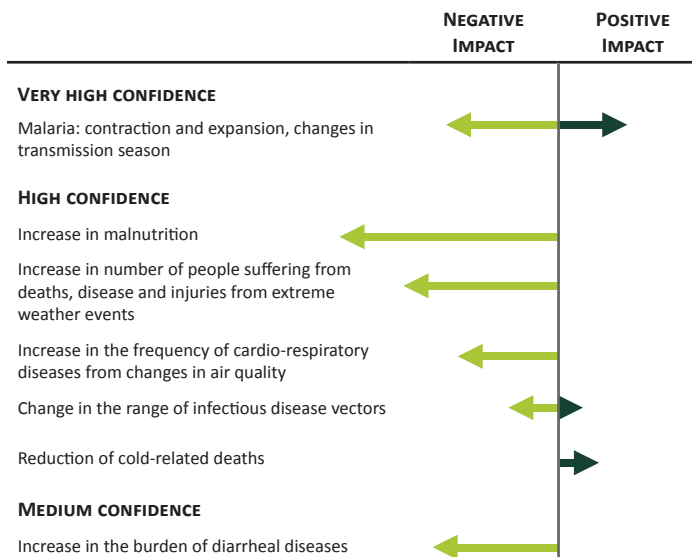 NEGATIVE IMPACT
POSITIVE IMPACT
VERY HIGH CONFIDENCE
Malaria: contraction and expansion, changes in
transmission season
HIGH CONFIDENCE
Increase in malnutrition
Increase in number of people suffering from
deaths, disease and injuries from extreme
weather events
Increase in the frequency of cardio-respiratory
diseases from changes in air quality
Change in the range of infectious disease vectors
Reduction of cold-related deaths
MEDIUM CONFIDENCE
Increase in the burden of diarrheal diseases